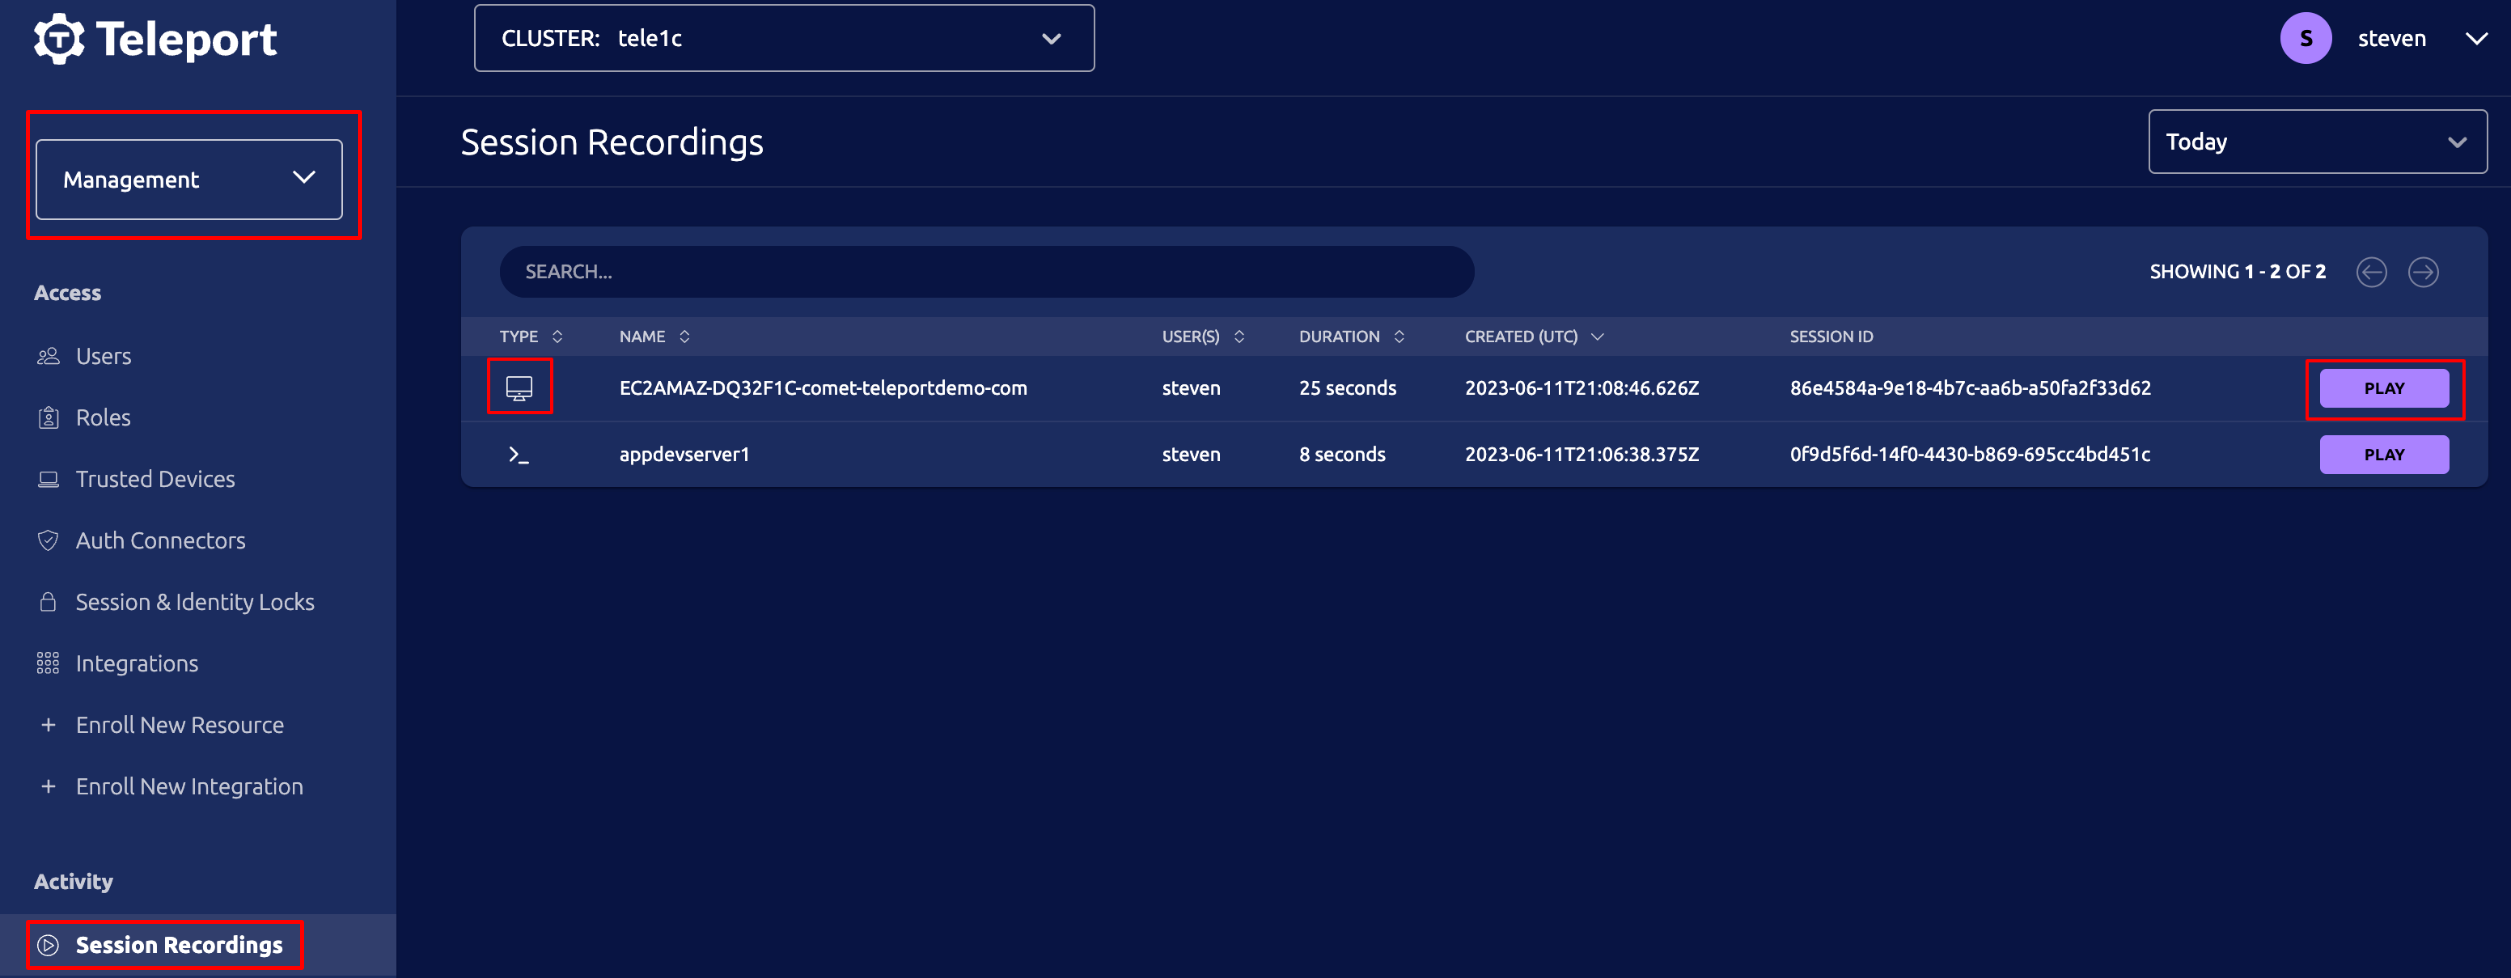 Teleport
CLUSTER: tele1c
S steven
Management
Session Recordings
Today
SEARCH...
SHOWING 1 - 2 OF 2
TYPE NAME USER(S) DURATION CREATED (UTC) SESSION ID
EC2AMAZ-DQ32F1C-comet-teleportdemo-com steven 25 seconds 2023-06-11T21:08:46.626Z 86e4584a-9e18-4b7c-aa6b-a50fa2f33d62 PLAY
appdevserver1 steven 8 seconds 2023-06-11T21:06:38.375Z 0f9d5f6d-14f0-4430-b869-695cc4bd451c PLAY
Access
Users
Roles
Trusted Devices
Auth Connectors
Session & Identity Locks
Integrations
+ Enroll New Resource
+ Enroll New Integration
Activity
Session Recordings